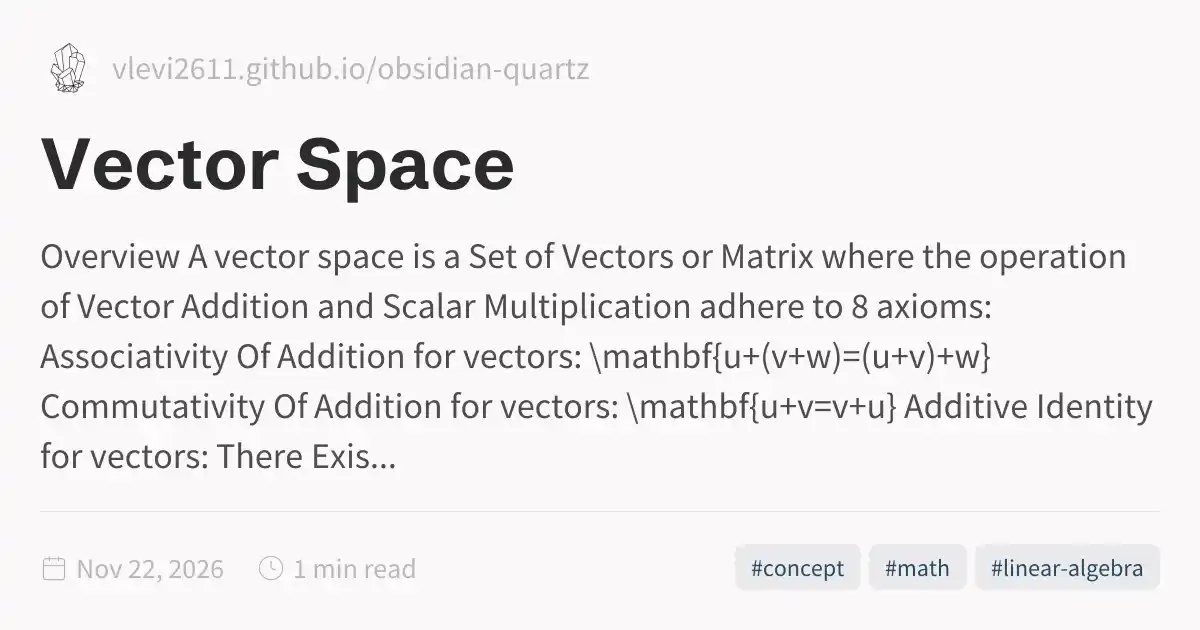 vlevi2611.github.io/obsidian-quartz
Vector Space
Overview A vector space is a Set of Vectors or Matrix where the operation
of Vector Addition and Scalar Multiplication adhere to 8 axioms:
Associativity Of Addition for vectors: \mathbf{u+(v+w)=(u+v)+w}
Commutativity Of Addition for vectors: \mathbf{u+v=v+u} Additive Identity
for vectors: There Exis...
Nov 22, 2026 1 min read #concept #math #linear-algebra